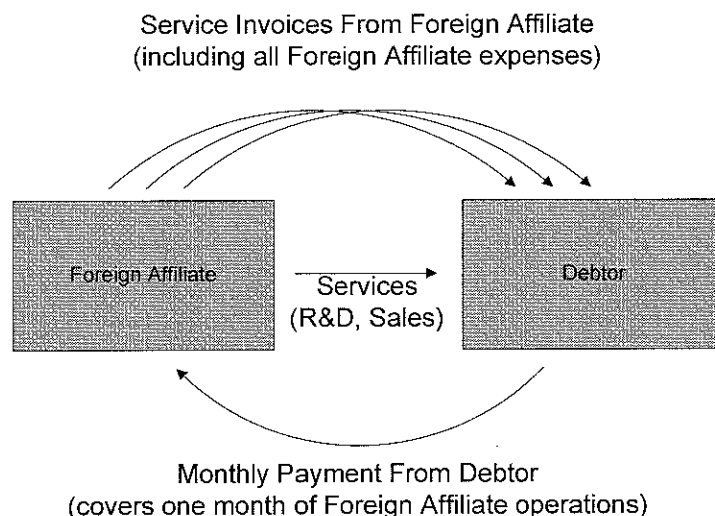 Service Invoices From Foreign Affiliate
(including all Foreign Affiliate expenses)
Foreign Affiliate
Services
(R&D, Sales)
Debtor
Monthly Payment From Debtor
(covers one month of Foreign Affiliate operations)